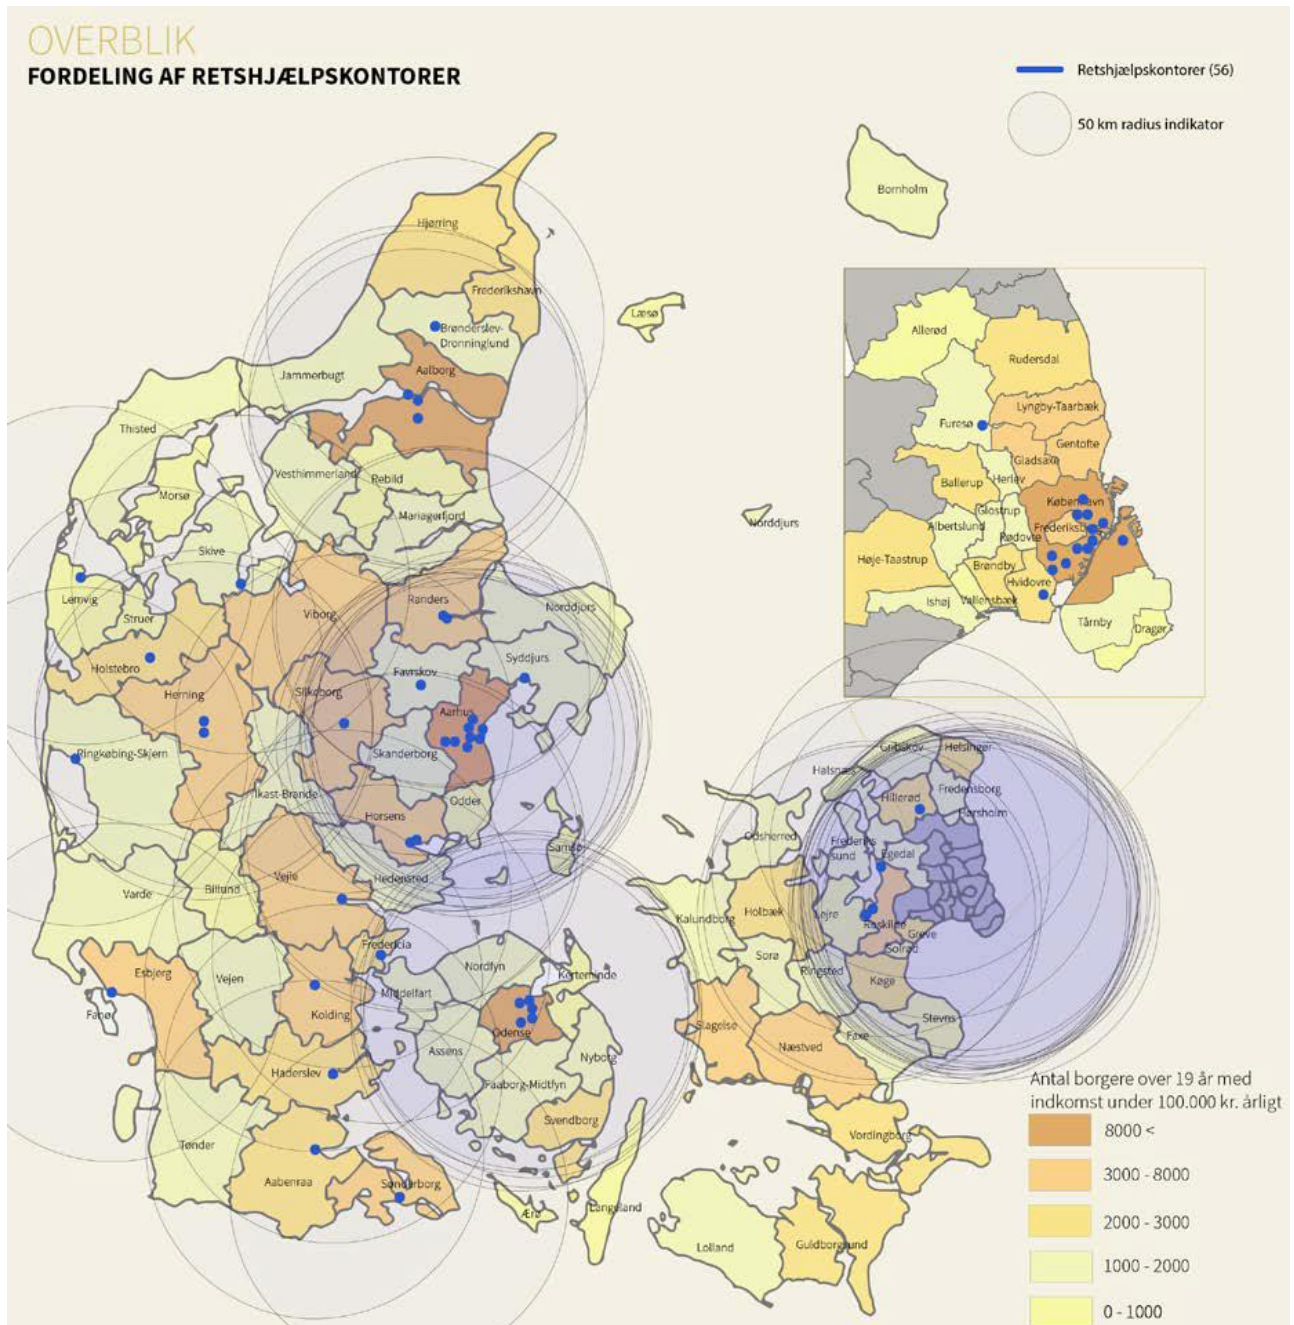 OVERBLIK
FORDELING AF RETSHJÆLPSKONTORER
Retshjælpskontorer (56)
50 km radius indikator
Bornholm
Hjørring
Frederikshavn
Læsø
Brønderslev-
Dronninglund
Aalborg
Jammerbugt
Thisted
Vesthimmerland
Rebild
Morsø
Mariagerfjord
Norddjurs
Skive
Lemvig
Struer
Viborg
Randers
Norddjurs
Holstebro
Herning
Silkeborg
Favrskov
Syddjurs
Aarhus
Ringkøbing-Skjern
Skanderborg
Ikast-Brande
Odder
Horsens
Samsø
Hedensted
Varde
Billund
Vejle
Fredericia
Esbjerg
Vejen
Nordfyn
Kerteminde
Middelfart
Fanø
Kolding
Odense
Assens
Nyborg
Haderslev
Faaborg-Midtfyn
Svendborg
Tønder
Aabenraa
Sønderborg
Ærø
Langeland
Allerød
Rudersdal
Lyngby-Taarbæk
Furesø
Gentofte
Gladsaxe
Ballerup
Herlev
København
Glostrup
Albertslund
Frederiksb
Rødovre
Høje-Taastrup
Brøndby
Hvidovre
Ishøj
Vallensbæk
Tårnby
Dragør
Gribskov
Helsingør
Halsnæs
Fredensborg
Hillerød
Hørsholm
Odsherred
Frederiks
sund
Egedal
Kalundborg
Holbæk
Lejre
Roskilde
Greve
Solrød
Sorø
Ringsted
Køge
Slagelse
Stevns
Næstved
Faxe
Vordingborg
Lolland
Guldborgsund
Antal borgere over 19 år med
indkomst under 100.000 kr. årligt
8000 <
3000 - 8000
2000 - 3000
1000 - 2000
0 - 1000